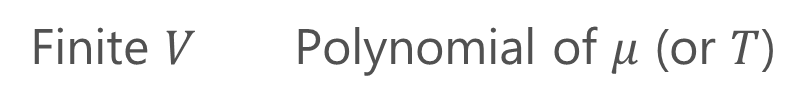 Finite V Polynomial of μ (or T)